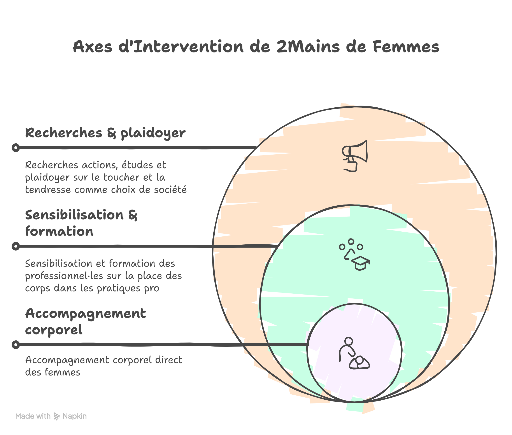 Axes d'Intervention de 2Mains de Femmes
Recherches & plaidoyer
Recherches actions, études et
plaidoyer sur le toucher et la
tendresse comme choix de société
Sensibilisation &
formation
Sensibilisation et formation des
professionnel·les sur la place des
corps dans les pratiques pro
Accompagnement
corporel
Accompagnement corporel direct
des femmes
Made with Napkin